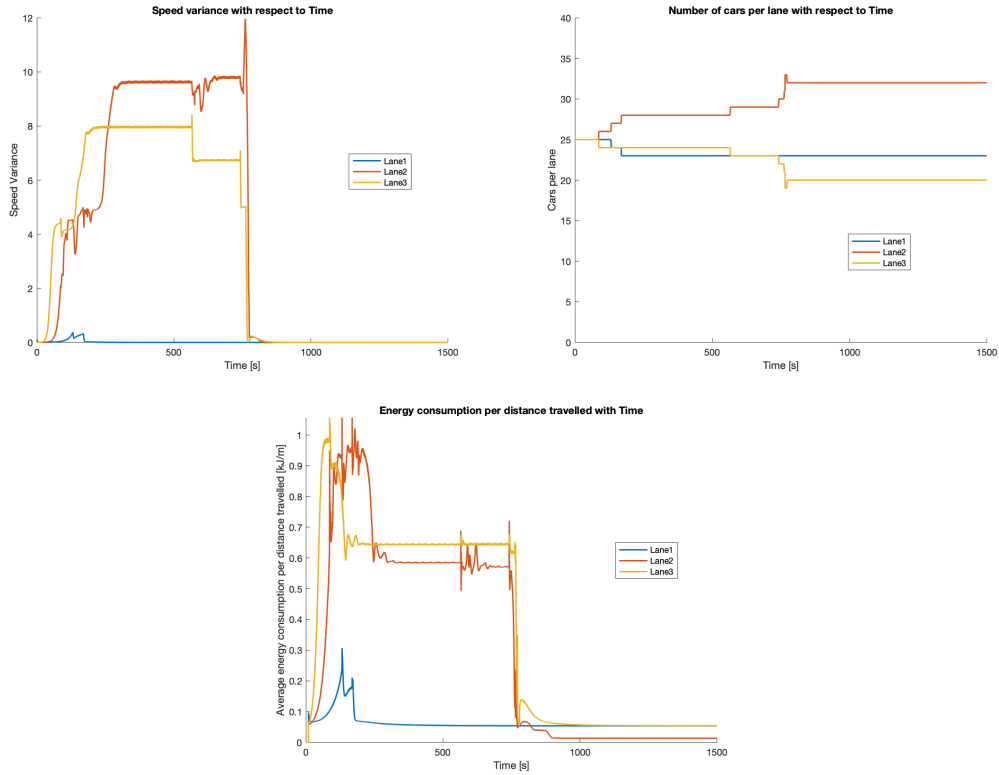 Speed variance with respect to Time
12
10
8
6
4
2
0
Speed Variance
Lane1
Lane2
Lane3
0
500
1000
1500
Time [s]
Number of cars per lane with respect to Time
40
35
30
25
20
15
10
5
0
Cars per lane
Lane1
Lane2
Lane3
0
500
1000
1500
Time [s]
Energy consumption per distance travelled with Time
1
0.9
0.8
0.7
0.6
0.5
0.4
0.3
0.2
0.1
0
Average energy consumption per distance travelled [kJ/m]
Lane1
Lane2
Lane3
0
500
1000
1500
Time [s]